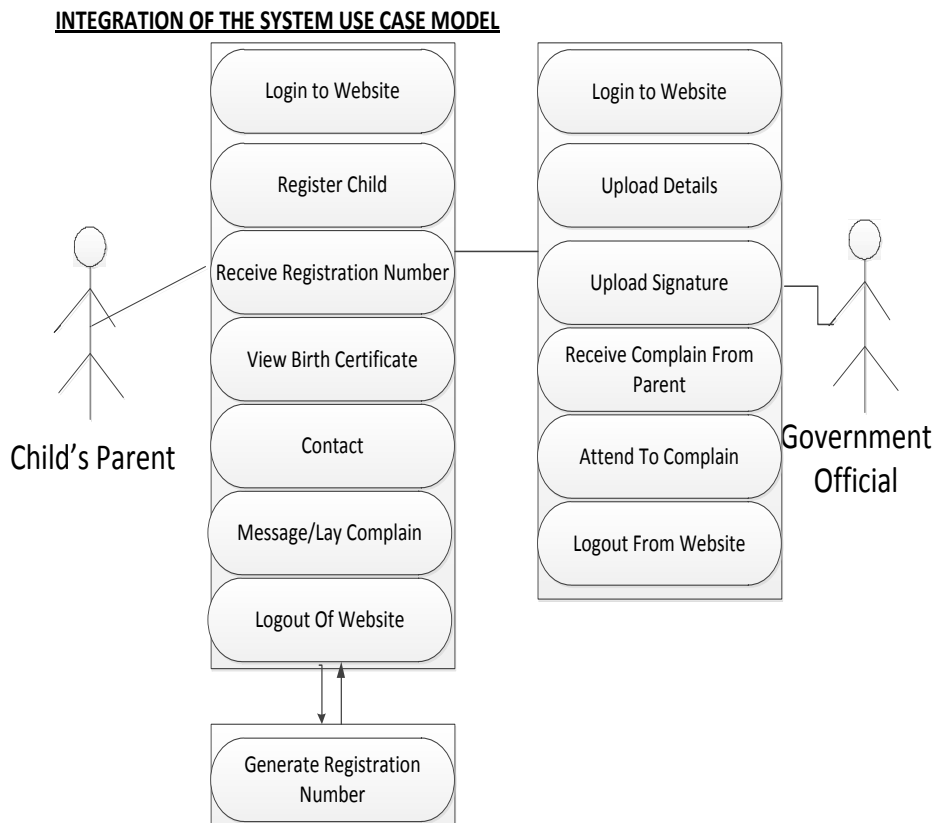 INTEGRATION OF THE SYSTEM USE CASE MODEL
Login to Website
Register Child
Receive Registration Number
View Birth Certificate
Contact
Message/Lay Complain
Logout Of Website
Generate Registration
Number
Login to Website
Upload Details
Upload Signature
Receive Complain From
Parent
Attend To Complain
Logout From Website
Child's Parent
Government
Official